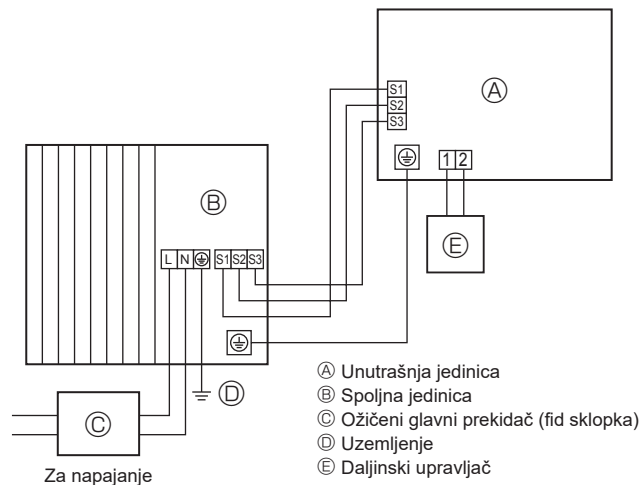 S1
S2
S3
Ⓐ
1 2
Ⓑ
Ⓔ
L N S1 S2 S3
Ⓓ
Ⓒ
Za napajanje
Ⓐ Unutrašnja jedinica
Ⓑ Spoljna jedinica
Ⓒ Ožičeni glavni prekidač (fid sklopka)
Ⓓ Uzemljenje
Ⓔ Daljinski upravljač